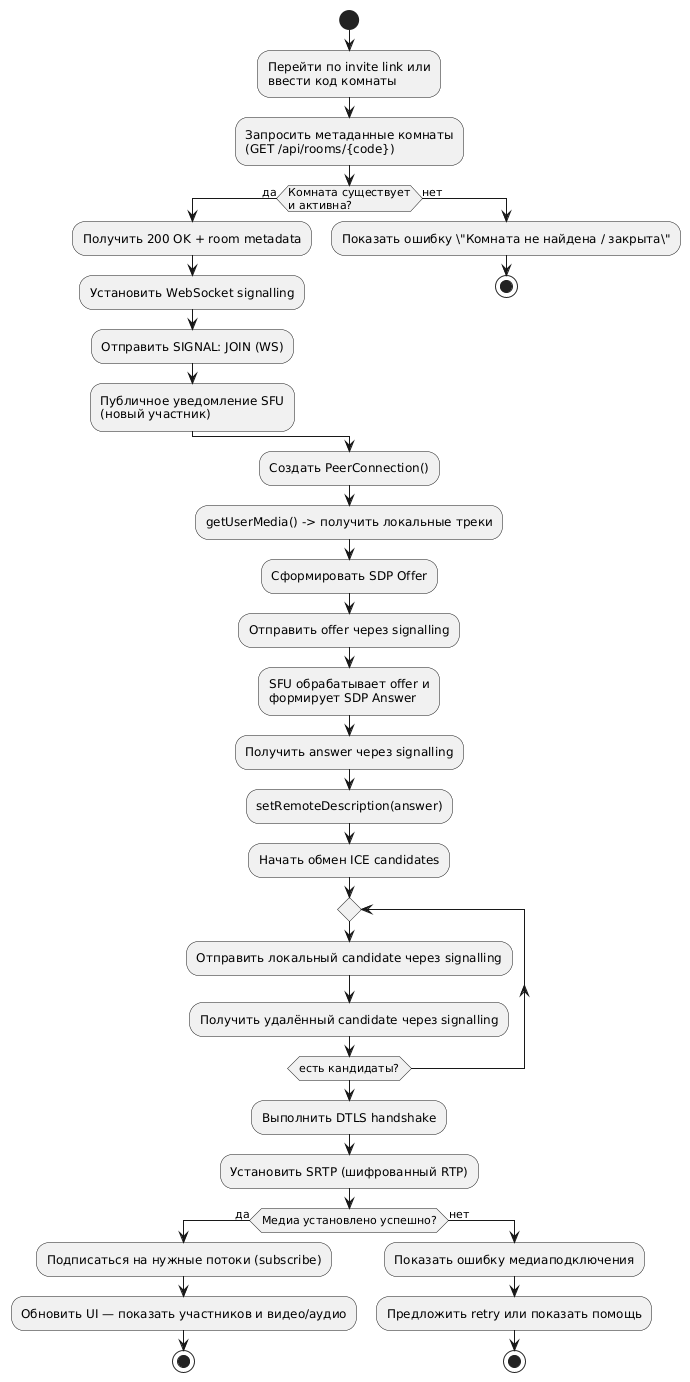 Перейти по invite link или
ввести код комнаты
Запросить метаданные комнаты
(GET /api/rooms/{code})
да
Комната существует
и активна?
нет
Получить 200 OK + room metadata
Показать ошибку \"Комната не найдена / закрыта\"
Установить WebSocket signalling
Отправить SIGNAL: JOIN (WS)
Публичное уведомление SFU
(новый участник)
Создать PeerConnection()
getUserMedia() -> получить локальные треки
Сформировать SDP Offer
Отправить offer через signalling
SFU обрабатывает offer и
формирует SDP Answer
Получить answer через signalling
setRemoteDescription(answer)
Начать обмен ICE candidates
Отправить локальный candidate через signalling
Получить удалённый candidate через signalling
есть кандидаты?
Выполнить DTLS handshake
Установить SRTP (шифрованный RTP)
да
Медиа установлено успешно?
нет
Подписаться на нужные потоки (subscribe)
Показать ошибку медиаподключения
Обновить UI — показать участников и видео/аудио
Предложить retry или показать помощь